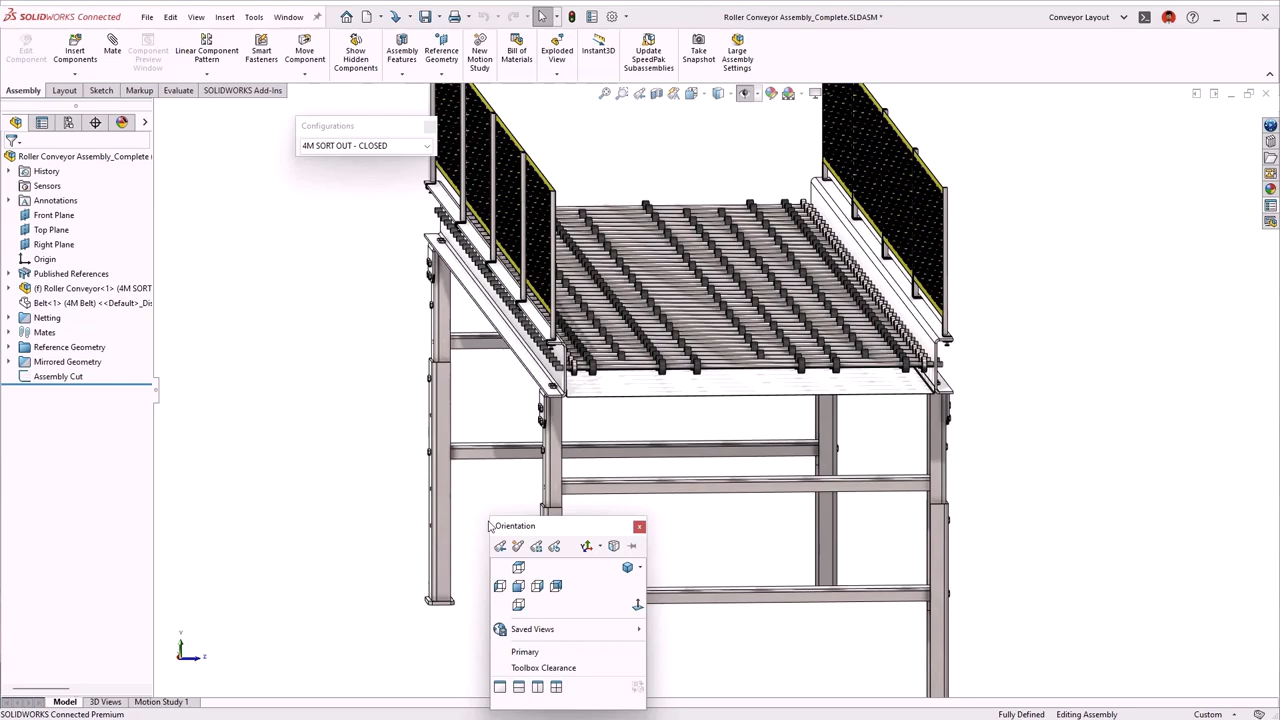 SOLIDWORKS Connected File Edit View Insert Tools Window Roller Conveyor Assembly_Complete.SLDASM * Conveyor Layout
Edit Component
Insert Components
Mate
Component Preview Window
Linear Component Pattern
Smart Fasteners
Move Component
Show Hidden Components
Assembly Features
Reference Geometry
New Motion Study
Bill of Materials
Exploded View
Instant3D
Update SpeedPak Subassemblies
Take Snapshot
Large Assembly Settings
Assembly Layout Sketch Markup Evaluate SOLIDWORKS Add-Ins
Configurations
4M SORT OUT - CLOSED
Roller Conveyor Assembly_Complete
History
Sensors
Annotations
Front Plane
Top Plane
Right Plane
Origin
Published References
(f) Roller Conveyor<1> (4M SORT
Belt<1> (4M Belt) <<Default>_Dis
Netting
Mates
Reference Geometry
Mirrored Geometry
Assembly Cut
Orientation
Saved Views
Primary
Toolbox Clearance
Y
Z
Model 3D Views Motion Study 1
SOLIDWORKS Connected Premium Fully Defined Editing Assembly Custom